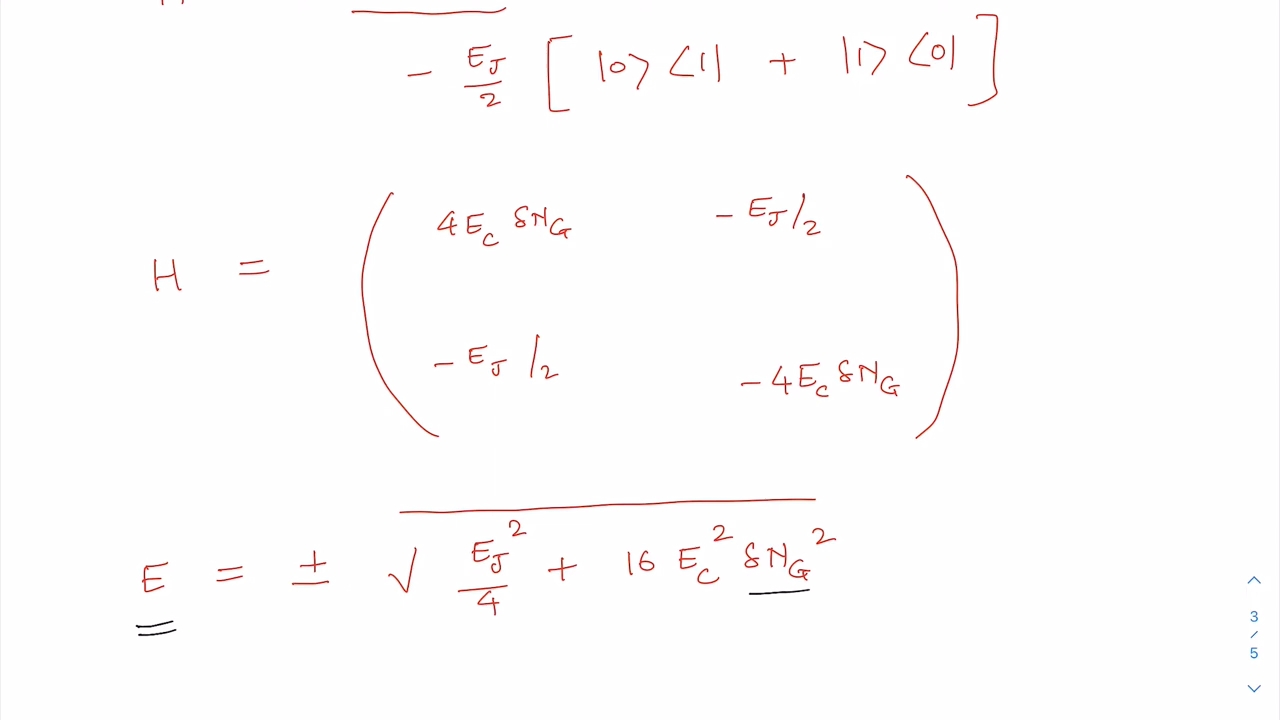 - E_J/2 [ |0> <1| + |1> <0| ]
H = ( 4E_C δN_G   - E_J/2
- E_J/2   - 4E_C δN_G )
E = ± √ E_J²/4 + 16 E_C² δN_G²
3
/
5